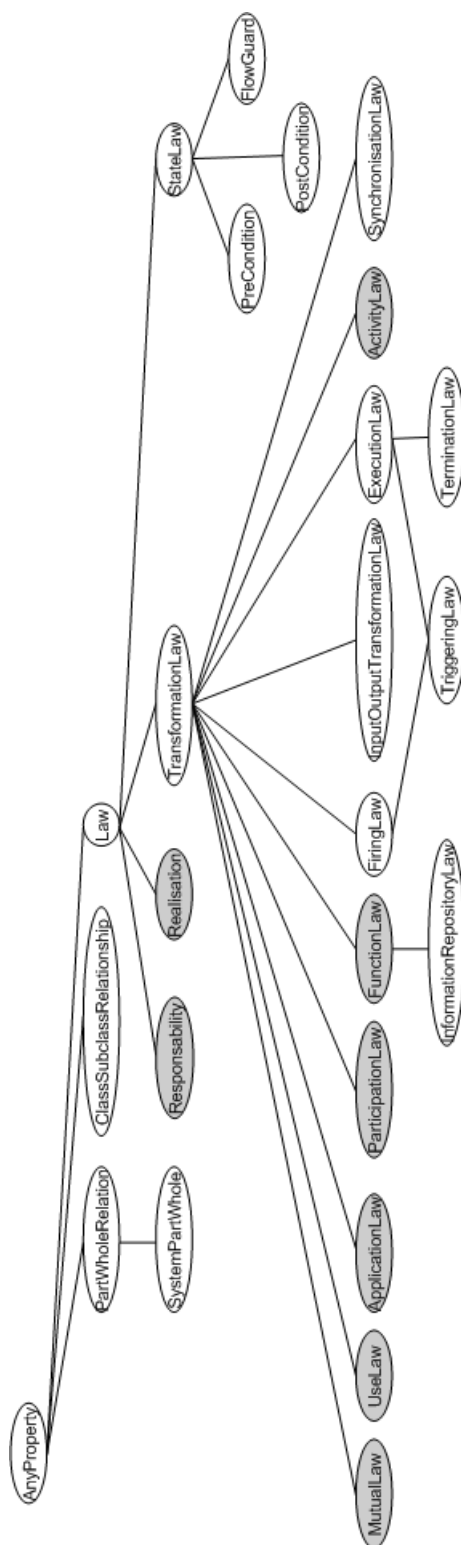 AnyProperty
PartWholeRelation
ClassSubclassRelationship
Law
SystemPartWhole
Responsability
Realisation
TransformationLaw
StateLaw
PreCondition
FlowGuard
PostCondition
MutualLaw
UseLaw
ApplicationLaw
ParticipationLaw
FunctionLaw
FiringLaw
InputOutputTransformationLaw
ExecutionLaw
ActivityLaw
SynchronisationLaw
InformationRepositoryLaw
TriggeringLaw
TerminationLaw